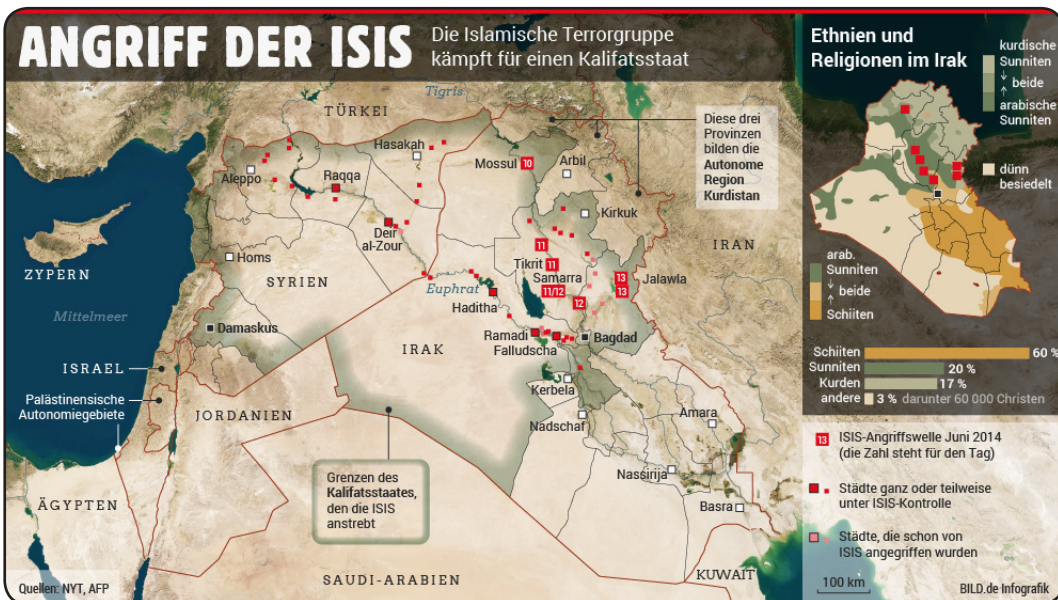 ANGRIFF DER ISIS
Die Islamische Terrorgruppe
kämpft für einen Kalifatsstaat
Tigris
TÜRKEI
Hasakah
Mossul
10
Arbil
Aleppo
Raqqa
Kirkuk
Deir
al-Zour
11
IRAN
Homs
Tikrit
11
Samarra
13
Jalawla
ZYPERN
SYRIEN
Euphrat
11/12
13
Haditha
12
Mittelmeer
Damaskus
Ramadi
Bagdad
Falludscha
IRAK
ISRAEL
Kerbela
Palästinensische
Autonomiegebiete
JORDANIEN
Nadschaf
Amara
Nassirija
Basra
ÄGYPTEN
SAUDI-ARABIEN
KUWAIT
Diese drei
Provinzen
bilden die
Autonome
Region
Kurdistan
Grenzen des
Kalifatsstaates,
den die ISIS
anstrebt
Quellen: NYT, AFP
Ethnien und
Religionen im Irak
kurdische
Sunniten
beide
arabische
Sunniten
dünn
besiedelt
arab.
Sunniten
beide
Schiiten
Schiiten 60 %
Sunniten 20 %
Kurden 17 %
andere 3 % darunter 60 000 Christen
13 ISIS-Angriffswelle Juni 2014
(die Zahl steht für den Tag)
Städte ganz oder teilweise
unter ISIS-Kontrolle
Städte, die schon von
ISIS angegriffen wurden
100 km
BILD.de Infografik